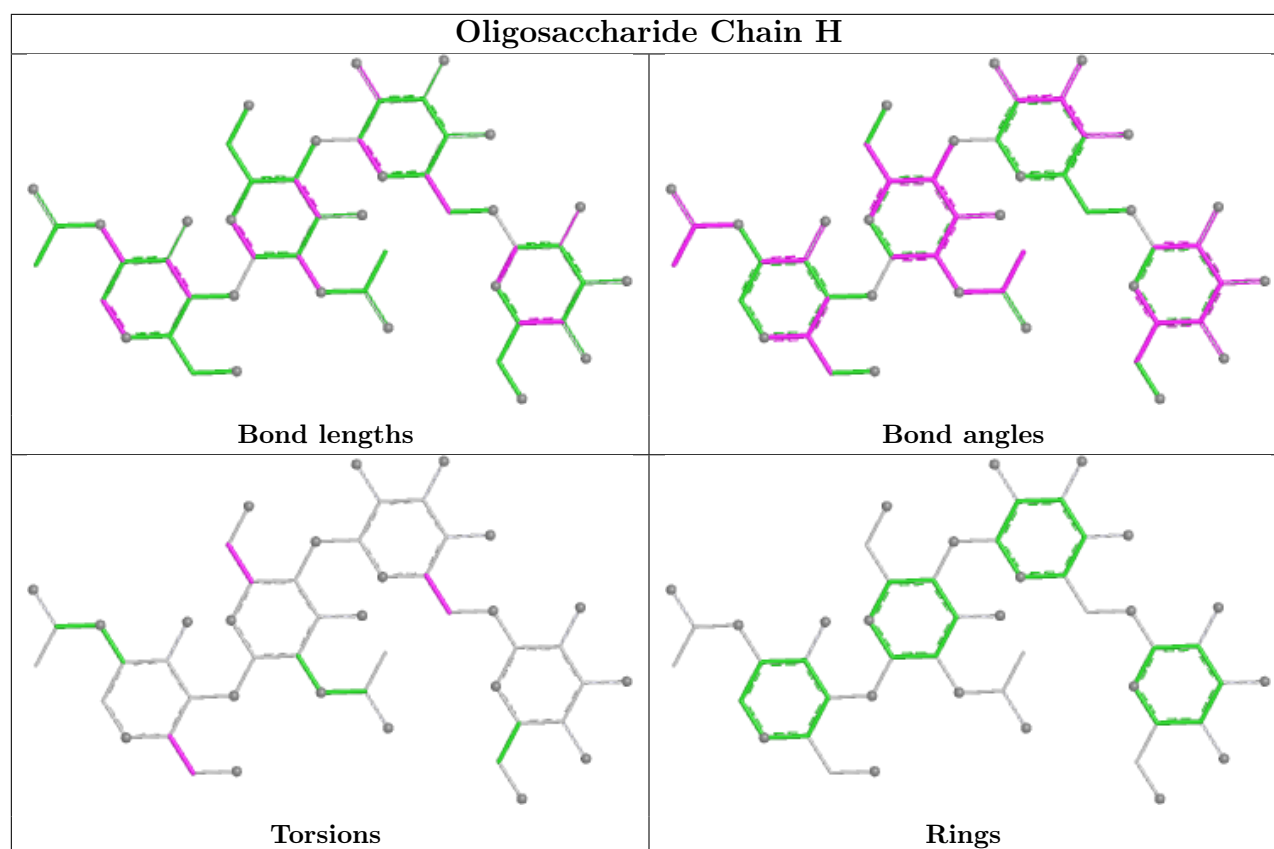 Oligosaccharide Chain H
Bond lengths
Bond angles
Torsions
Rings